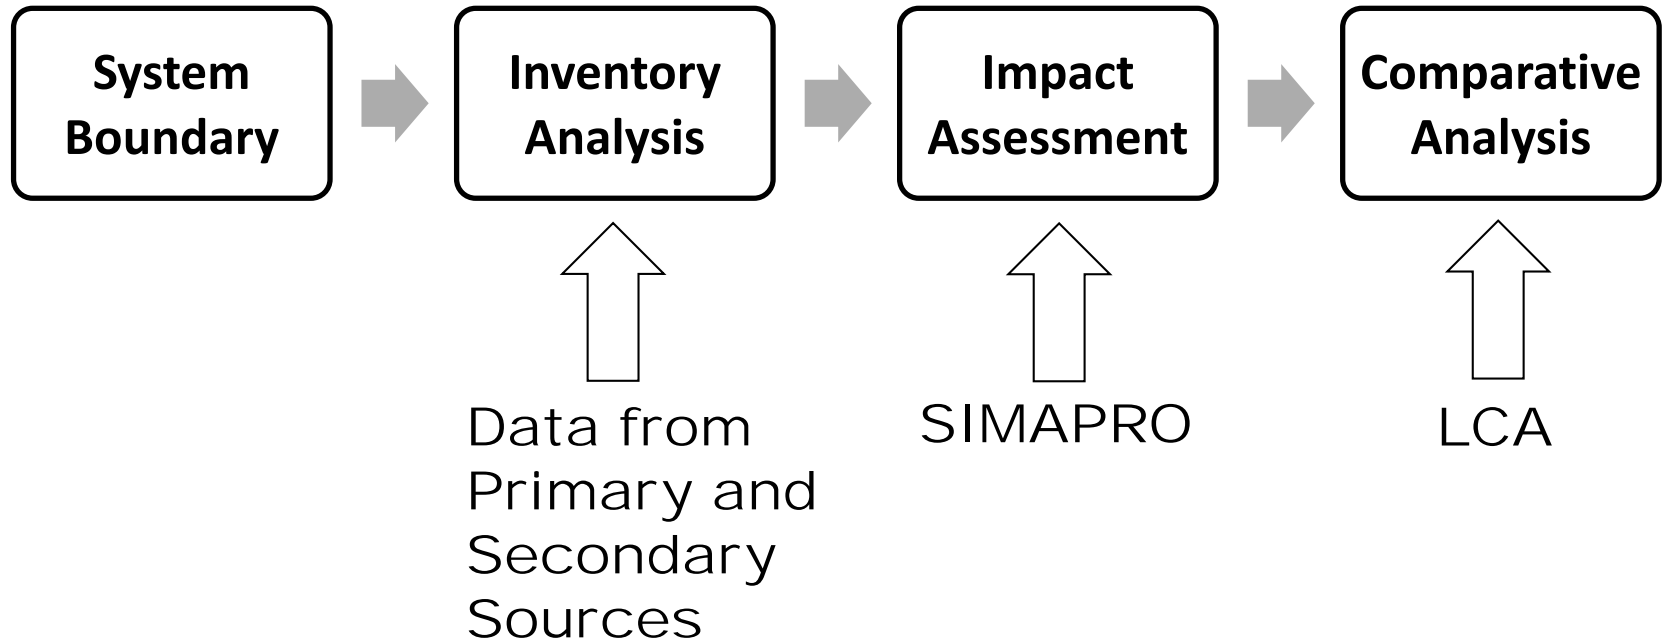 System
Boundary
Inventory
Analysis
Impact
Assessment
Comparative
Analysis
Data from
Primary and
Secondary
Sources
SIMAPRO
LCA